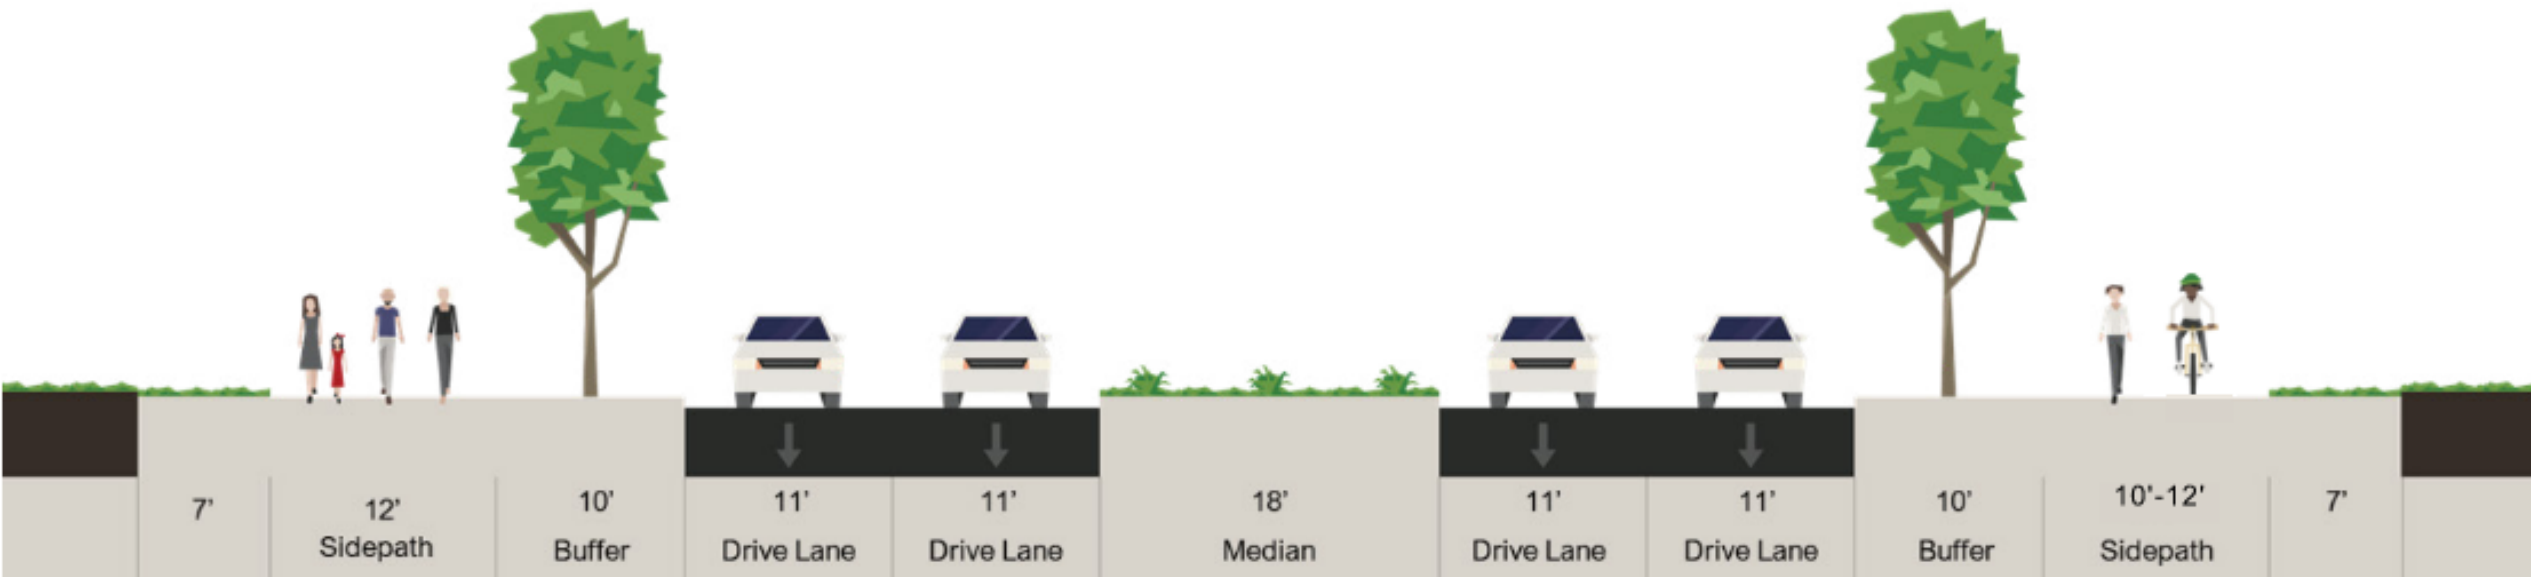 7’
12’
Sidepath
10’
Buffer
11’
Drive Lane
11’
Drive Lane
18’
Median
11’
Drive Lane
11’
Drive Lane
10’
Buffer
10’-12’
Sidepath
7’